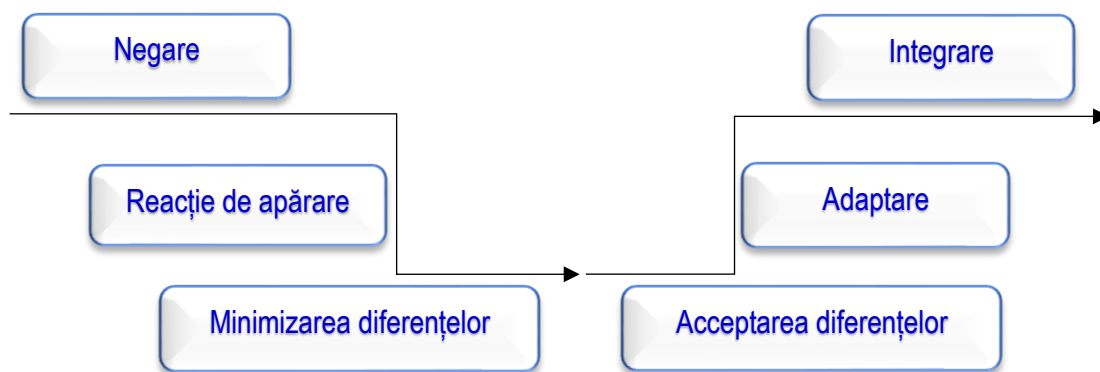 Negare
Integrare
Reacție de apărare
Adaptare
Minimizarea diferențelor
Acceptarea diferențelor